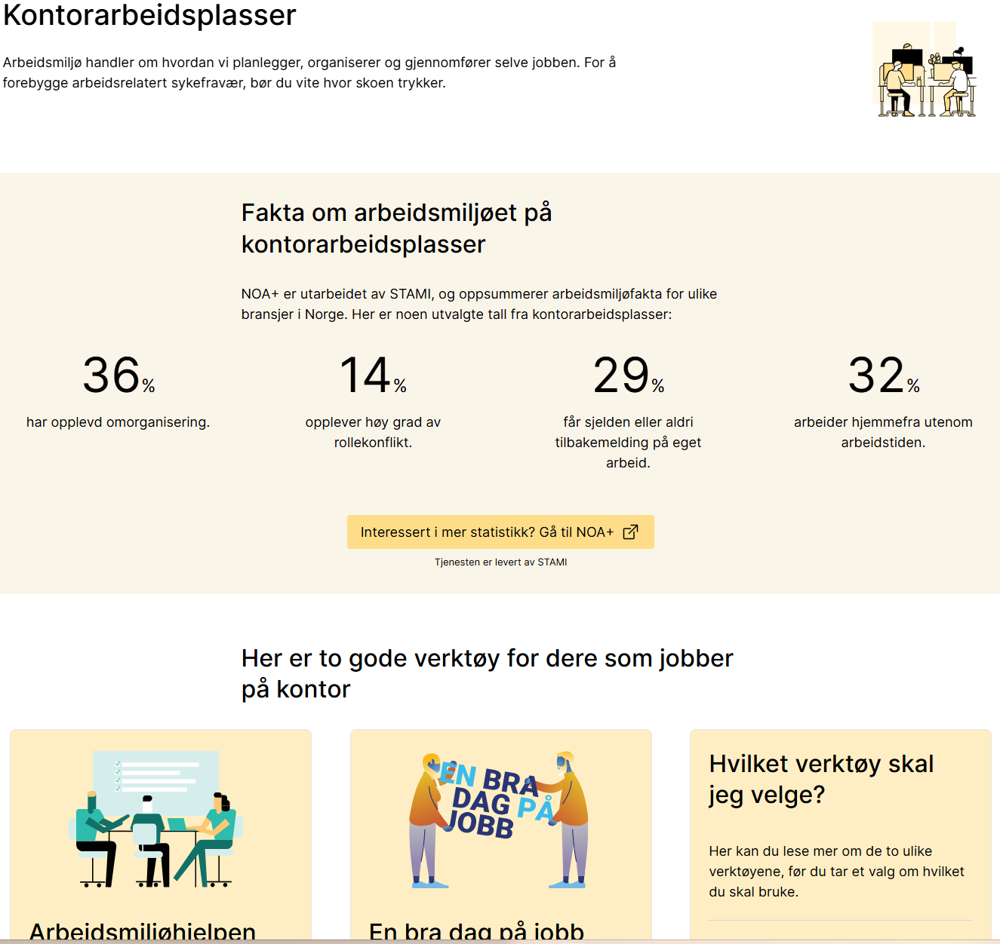 Kontorarbeidsplasser
Arbeidsmiljø handler om hvordan vi planlegger, organiserer og gjennomfører selve jobben. For å
forebygge arbeidsrelatert sykefravær, bør du vite hvor skoen trykker.
Fakta om arbeidsmiljøet på
kontorarbeidsplasser
NOA+ er utarbeidet av STAMI, og oppsummerer arbeidsmiljøfakta for ulike
bransjer i Norge. Her er noen utvalgte tall fra kontorarbeidsplasser:
36%
har opplevd omorganisering.
14%
opplever høy grad av
rollekonflikt.
29%
får sjelden eller aldri
tilbakemelding på eget
arbeid.
32%
arbeider hjemmefra utenom
arbeidstiden.
Interessert i mer statistikk? Gå til NOA+
Tjenesten er levert av STAMI
Her er to gode verktøy for dere som jobber
på kontor
Arbeidsmiljøhjelpen
EN BRA
DAG PÅ
JOBB
En bra dag på jobb
Hvilket verktøy skal
jeg velge?
Her kan du lese mer om de to ulike
verktøyene, før du tar et valg om hvilket
du skal bruke.